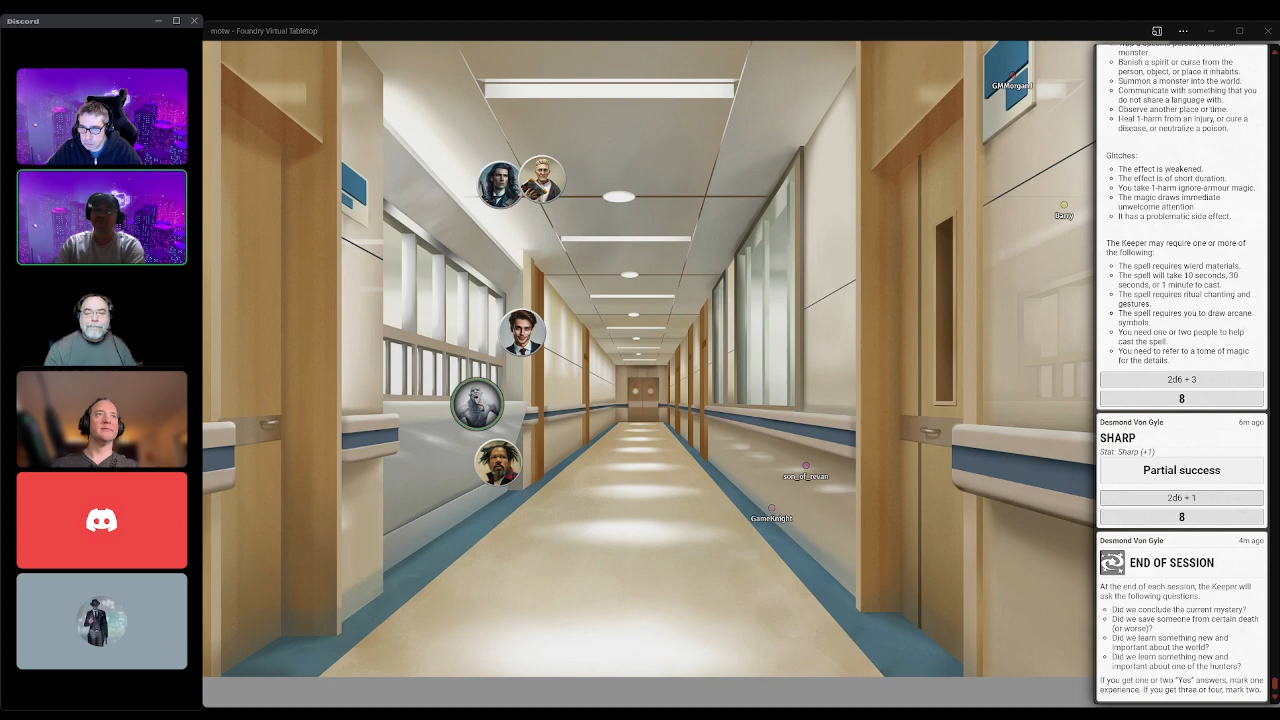 Discord
motw - Foundry Virtual Tabletop
GMMorgan
Barry
son_of_revan
GameKnight
monster.
Banish a spirit or curse from the
person, object, or place it inhabits.
Summon a monster into the world.
Communicate with something that you
do not share a language with.
Observe another place or time.
Heal 1-harm from an injury, or cure a
disease, or neutralize a poison.
Glitches:
The effect is weakened.
The effect is of short duration.
You take 1-harm ignore-armour magic.
The magic draws immediate
unwelcome attention
It has a problematic side effect.
The Keeper may require one or more of
the following:
The spell requires wierd materials.
The spell will take 10 seconds, 30
seconds, or 1 minute to cast.
The spell requires ritual chanting and
gestures.
The spell requires you to draw arcane
symbols.
You need one or two people to help
cast the spell.
You need to refer to a tome of magic
for the details.
2d6 + 3
8
Desmond Von Gyle 6m ago
SHARP
Stat: Sharp (+1)
Partial success
2d6 + 1
8
Desmond Von Gyle 4m ago
END OF SESSION
At the end of each session, the Keeper will
ask the following questions:
Did we conclude the current mystery?
Did we save someone from certain death
(or worse)?
Did we learn something new and
important about the world?
Did we learn something new and
important about one of the hunters?
If you get one or two "Yes" answers, mark one
experience. If you get three or four, mark two.